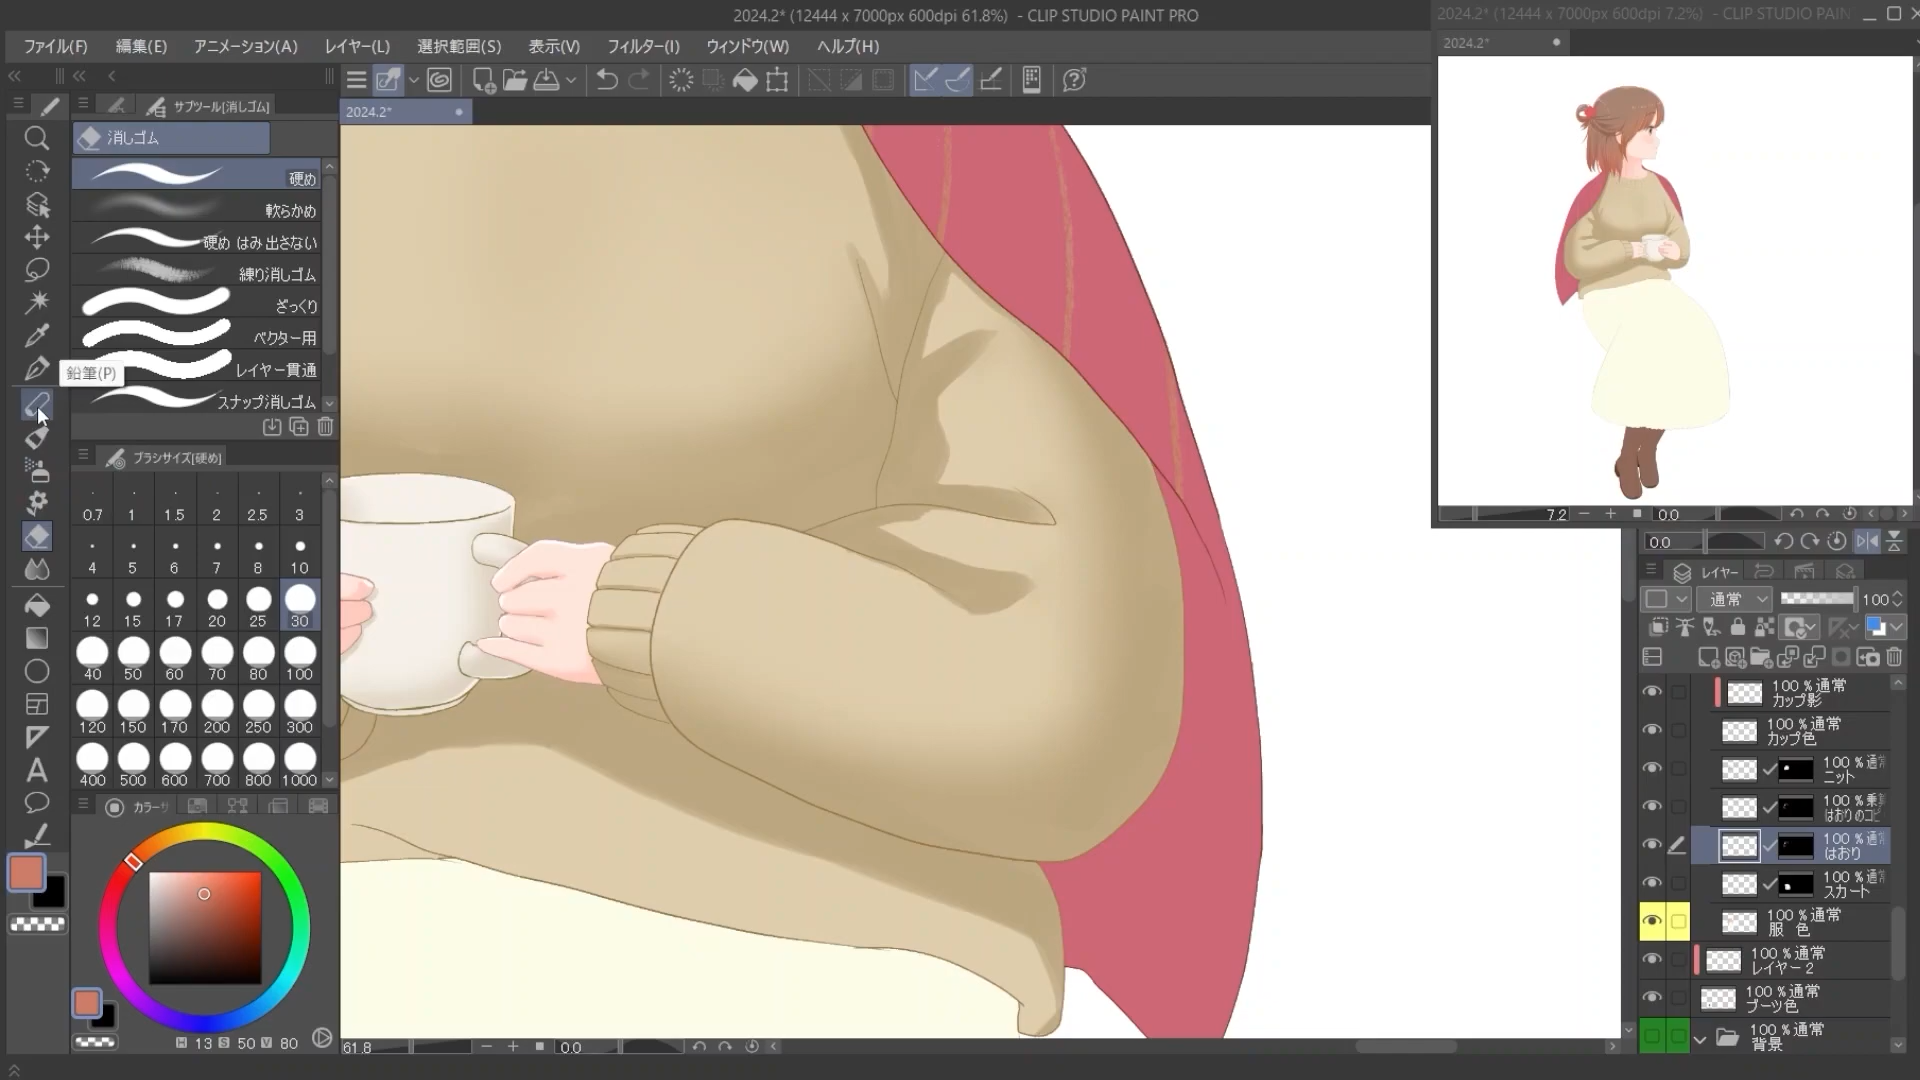 2024.2* (12444 x 7000px 600dpi 61.8%)  - CLIP STUDIO PAINT PRO
2024.2* (12444 x 7000px 600dpi 7.2%)  - CLIP STUDIO PAIN
ファイル(F) 編集(E) アニメーション(A) レイヤー(L) 選択範囲(S) 表示(V) フィルター(I) ウィンドウ(W) ヘルプ(H)
2024.2*
サブツール[消しゴム]
2024.2*
消しゴム
硬め
軟らかめ
硬め はみ出さない
練り消しゴム
ざっくり
ベクター用
レイヤー貫通
スナップ消しゴム
鉛筆(P)
ブラシサイズ[硬め]
0.7 1 1.5 2 2.5 3
4 5 6 7 8 10
12 15 17 20 25 30
40 50 60 70 80 100
120 150 170 200 250 300
400 500 600 700 800 1000
カラーサ
H 13 S 50 V 80
61.8 0.0
7.2 0.0
0.0
レイヤー
通常 100
100 % 通常
カップ影
100 % 通常
カップ色
100 % 通常
ニット
100 % 乗算
はおりのコピ
100 % 通常
はおり
100 % 通常
スカート
100 % 通常
服 色
100 % 通常
レイヤー 2
100 % 通常
ブーツ色
100 % 通常
背景
A